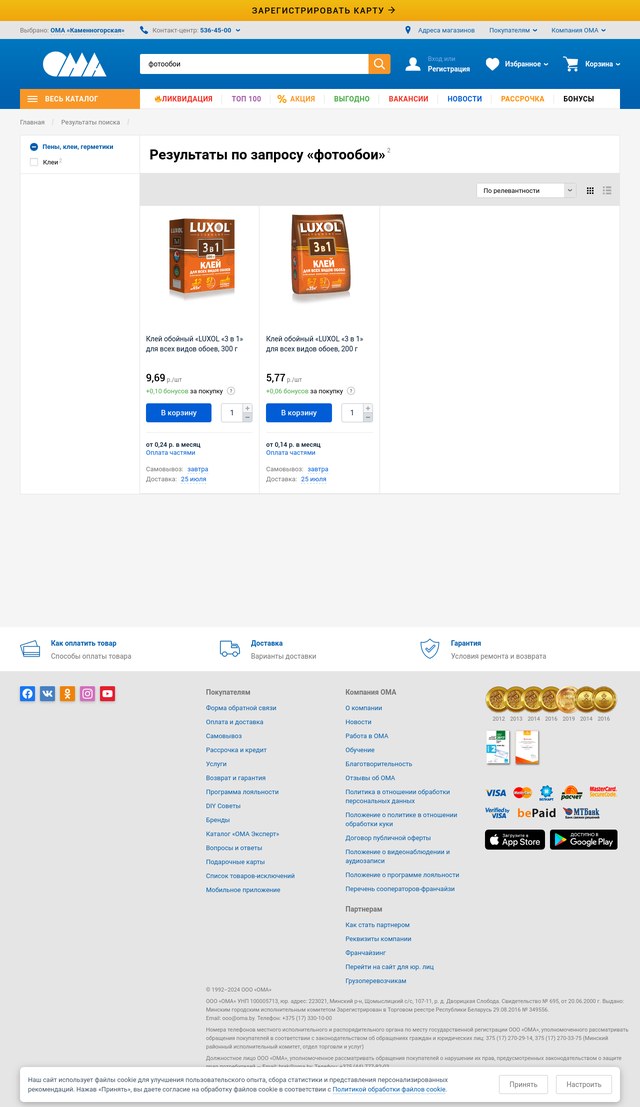 ЗАРЕГИСТРИРОВАТЬ КАРТУ →
Выбрано: ОМА «Каменногорская»
Контакт-центр: 536-45-00
Адреса магазинов
Покупателям
Компания ОМА
ОМА
фотообои
Вход или
Регистрация
Избранное
Корзина
ВЕСЬ КАТАЛОГ
ЛИКВИДАЦИЯ
ТОП 100
% АКЦИЯ
ВЫГОДНО
ВАКАНСИИ
НОВОСТИ
РАССРОЧКА
БОНУСЫ
Главная / Результаты поиска /
Пены, клеи, герметики
Клеи 2
Результаты по запросу «фотообои» 2
По релевантности
LUXOL
3 в 1
КЛЕЙ
ДЛЯ ВСЕХ ВИДОВ ОБОЕВ
LUXOL
3 в 1
КЛЕЙ
ДЛЯ ВСЕХ ВИДОВ ОБОЕВ
Клей обойный «LUXOL «3 в 1»
для всех видов обоев, 300 г
9,69 р./шт
+0,10 бонусов за покупку
В корзину
1
от 0,24 р. в месяц
Оплата частями
Самовывоз: завтра
Доставка: 25 июля
Клей обойный «LUXOL «3 в 1»
для всех видов обоев, 200 г
5,77 р./шт
+0,06 бонусов за покупку
В корзину
1
от 0,14 р. в месяц
Оплата частями
Самовывоз: завтра
Доставка: 25 июля
Как оплатить товар
Способы оплаты товара
Доставка
Варианты доставки
Гарантия
Условия ремонта и возврата
Покупателям
Форма обратной связи
Оплата и доставка
Самовывоз
Рассрочка и кредит
Услуги
Возврат и гарантия
Программа лояльности
DIY Советы
Бренды
Каталог «ОМА Эксперт»
Вопросы и ответы
Подарочные карты
Список товаров-исключений
Мобильное приложение
Компания ОМА
О компании
Новости
Работа в ОМА
Обучение
Благотворительность
Отзывы об ОМА
Политика в отношении обработки
персональных данных
Положение о политике в отношении
обработки куки
Договор публичной оферты
Положение о видеонаблюдении и
аудиозаписи
Положение о программе лояльности
Перечень сооператоров-франчайзи
Партнерам
Как стать партнером
Реквизиты компании
Франчайзинг
Перейти на сайт для юр. лиц
Грузоперевозчикам
2012 2013 2014 2016 2019 2014 2016
VISA MasterCard БЕЛКАРТ расчет MasterCard. SecureCode.
Verified by VISA bePaid МТБанк
Загрузите в App Store
ДОСТУПНО В Google Play
© 1992–2024 ООО «ОМА»
ООО «ОМА» УНП 100005713, юр. адрес: 223021, Минский р-н, Щомыслицкий с/с, 107-11, р. д. Дворицкая Слобода. Свидетельство № 695, от 20.06.2000 г. Выдано:
Минским городским исполнительным комитетом Зарегистрирован в Торговом реестре Республики Беларусь 29.08.2016 № 349556.
Email: ooo@oma.by. Телефон: +375 (17) 330-10-00
Номера телефонов местного исполнительного и распорядительного органа по месту государственной регистрации ООО «ОМА», уполномоченного рассматривать
обращения покупателей в соответствии с законодательством об обращениях граждан и юридических лиц: 375 (17) 270-29-14; 375 (17) 270-33-75 (Минский
районный исполнительный комитет, отдел торговли и услуг)
Должностное лицо ООО «ОМА», уполномоченное рассматривать обращения покупателей о нарушении их прав, предусмотренных законодательством о защите
Наш сайт использует файлы cookie для улучшения пользовательского опыта, сбора статистики и представления персонализированных
рекомендаций. Нажав «Принять», вы даете согласие на обработку файлов cookie в соответствии с Политикой обработки файлов cookie.
Принять
Настроить